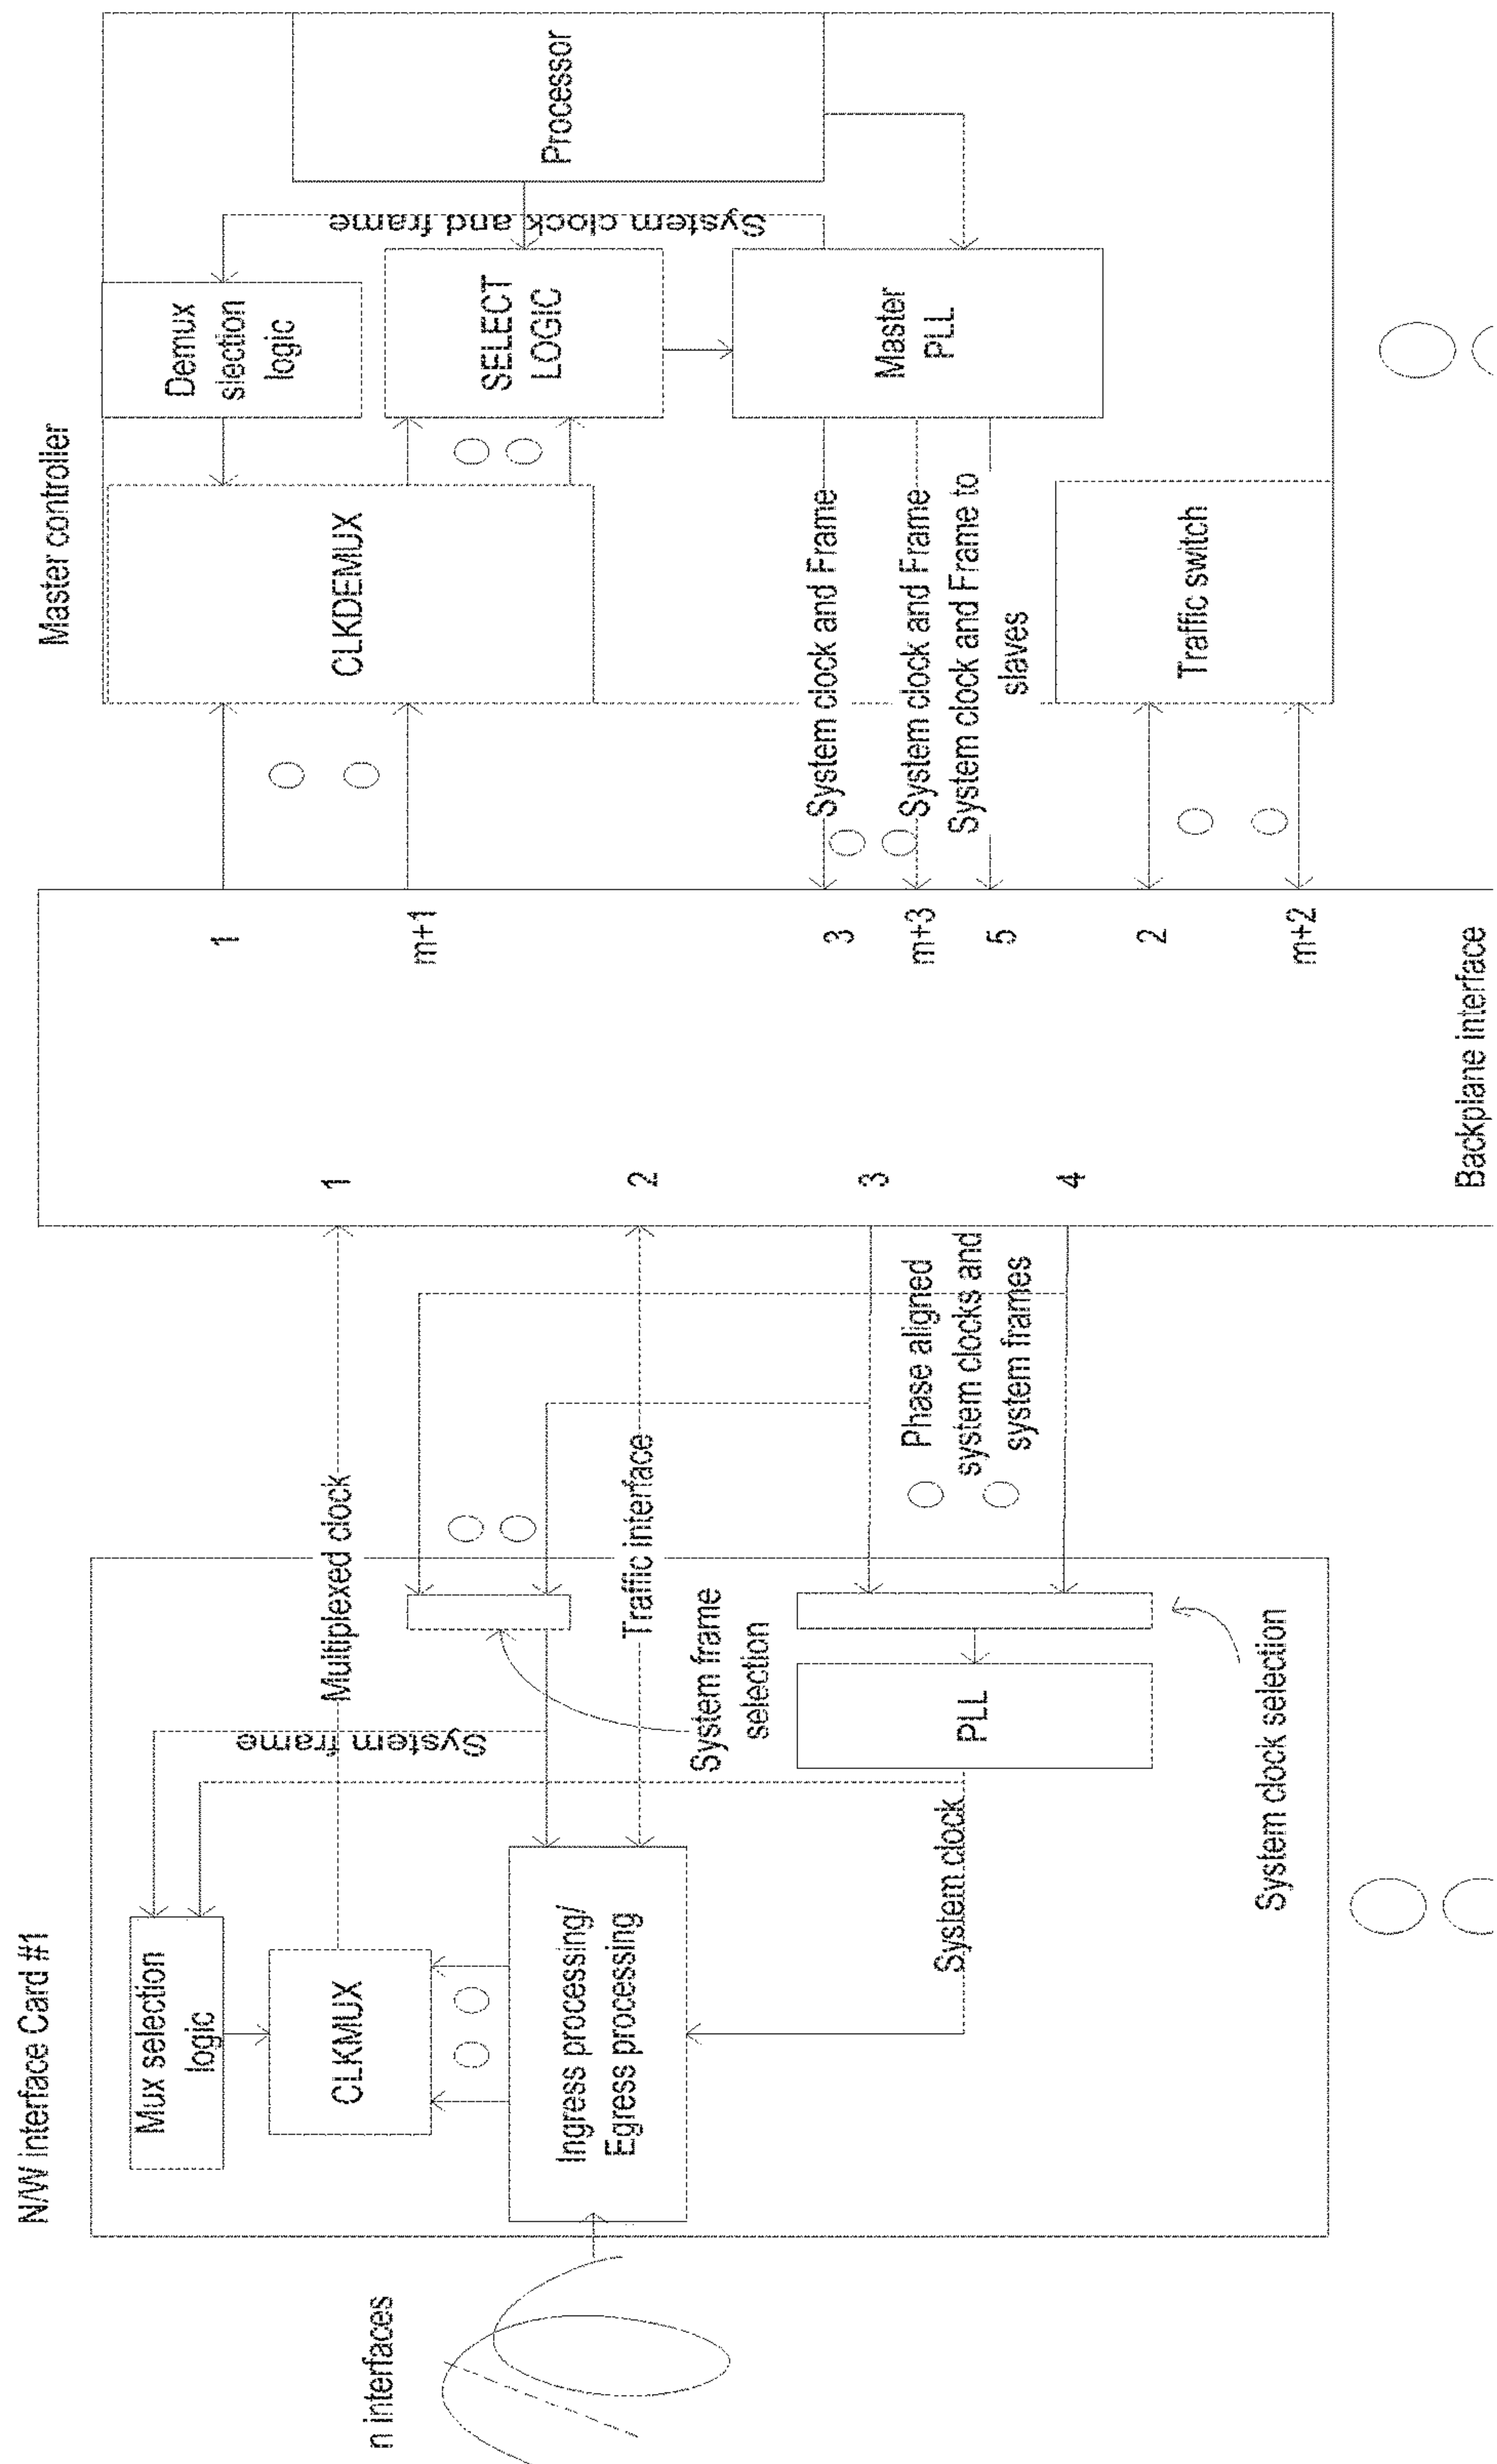 N/W interface Card #1
Mux selection
logic
CLKMUX
Ingress processing/
Egress processing
n interfaces
System frame
Multiplexed clock
Traffic interface
System frame
selection
PLL
System clock
System clock selection
Phase aligned
system clocks and
system frames
1
2
3
4
Backplane interface
1
m+1
3
m+3
5
2
m+2
Master controller
CLKDEMUX
Demux
slection
logic
SELECT
LOGIC
Master
PLL
Processor
System clock and frame
System clock and Frame
System clock and Frame
System clock and Frame to
slaves
Traffic switch